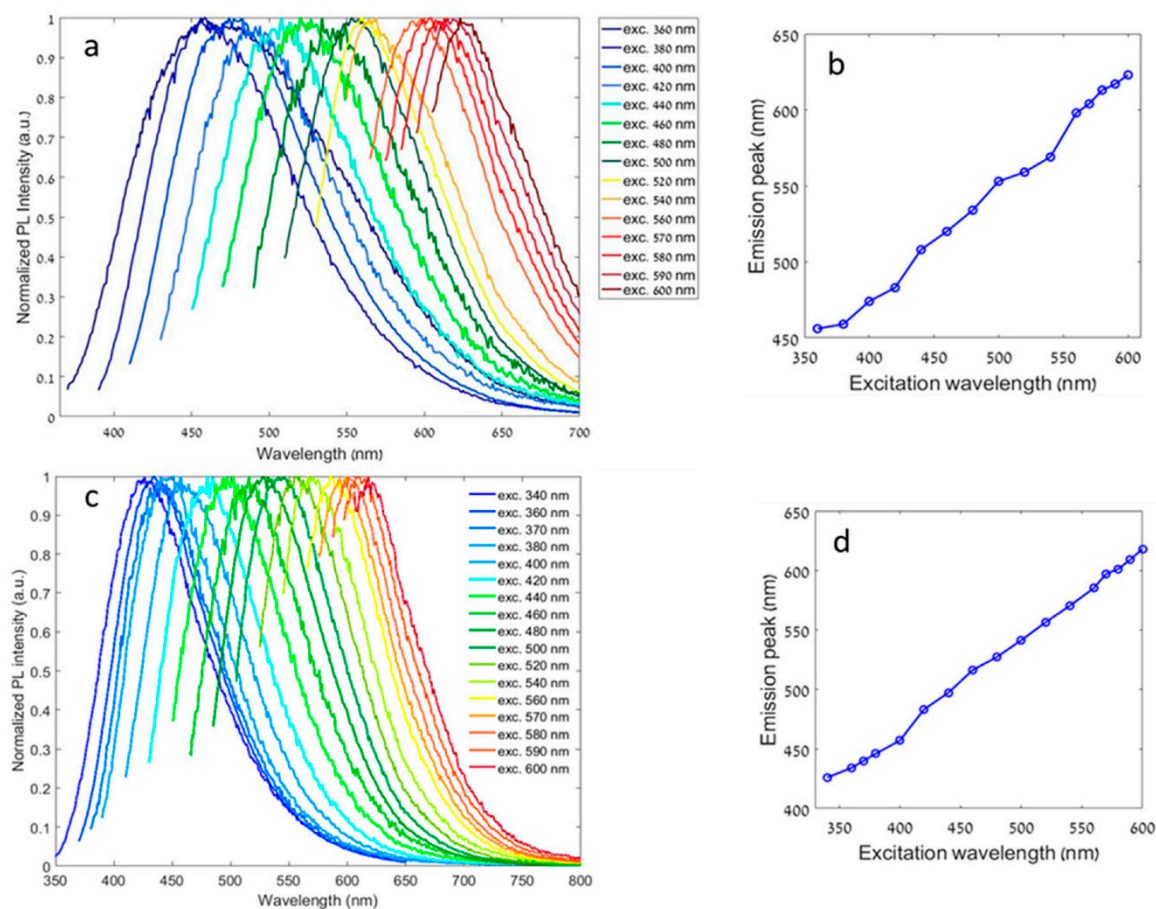 a
Normalized PL Intensity (a.u.)
1
0.9
0.8
0.7
0.6
0.5
0.4
0.3
0.2
0.1
0
400
450
500
550
600
650
700
Wavelength (nm)
exc. 360 nm
exc. 380 nm
exc. 400 nm
exc. 420 nm
exc. 440 nm
exc. 460 nm
exc. 480 nm
exc. 500 nm
exc. 520 nm
exc. 540 nm
exc. 560 nm
exc. 570 nm
exc. 580 nm
exc. 590 nm
exc. 600 nm
b
Emission peak (nm)
650
600
550
500
450
350
400
450
500
550
600
Excitation wavelength (nm)
c
Normalized PL intensity (a.u.)
1
0.9
0.8
0.7
0.6
0.5
0.4
0.3
0.2
0.1
0
350
400
450
500
550
600
650
700
750
800
Wavelength (nm)
exc. 340 nm
exc. 360 nm
exc. 370 nm
exc. 380 nm
exc. 400 nm
exc. 420 nm
exc. 440 nm
exc. 460 nm
exc. 480 nm
exc. 500 nm
exc. 520 nm
exc. 540 nm
exc. 560 nm
exc. 570 nm
exc. 580 nm
exc. 590 nm
exc. 600 nm
d
Emission peak (nm)
650
600
550
500
450
400
350
400
450
500
550
600
Excitation wavelength (nm)